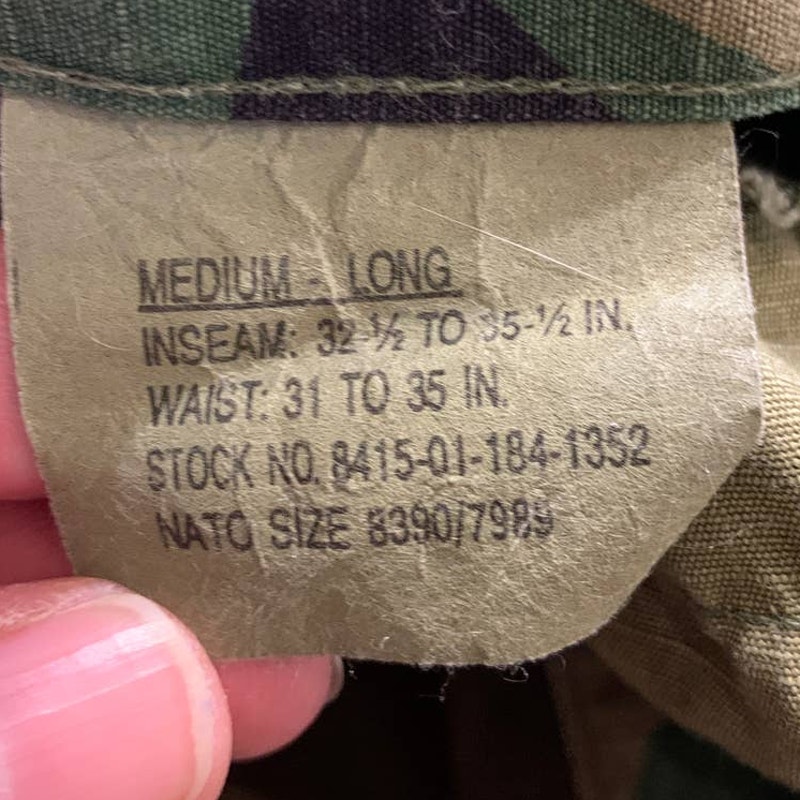 MEDIUM - LONG
INSEAM: 32-½ TO 35-½ IN.
WAIST: 31 TO 35 IN.
STOCK NO. 8415-01-184-1352
NATO SIZE 8390/7989